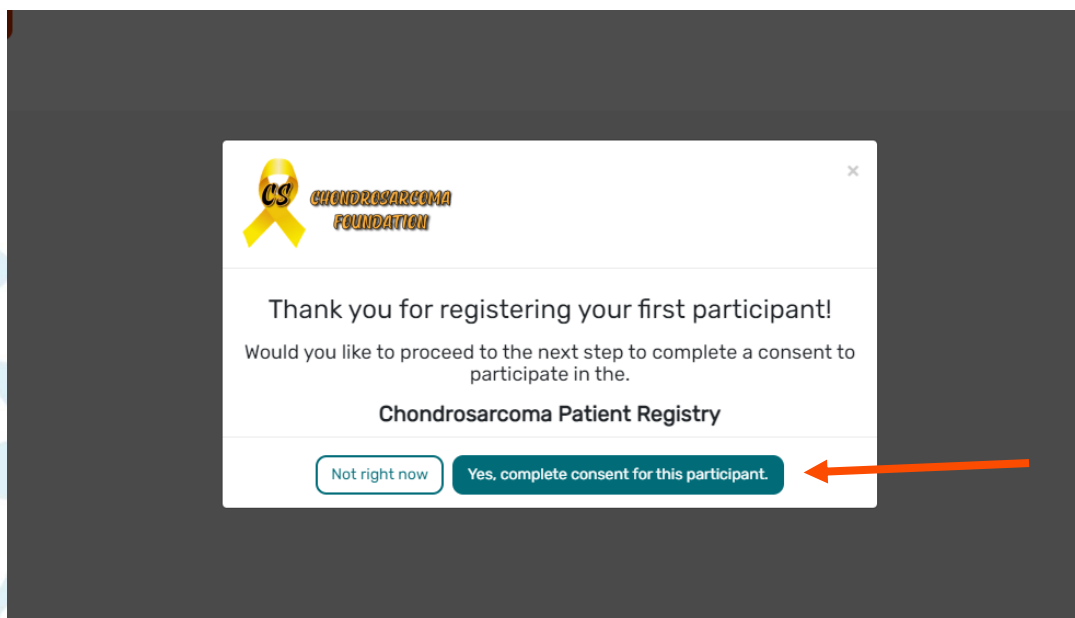 CS
CHONDROSARCOMA
FOUNDATION
×
Thank you for registering your first participant!
Would you like to proceed to the next step to complete a consent to
participate in the.
Chondrosarcoma Patient Registry
Not right now
Yes, complete consent for this participant.